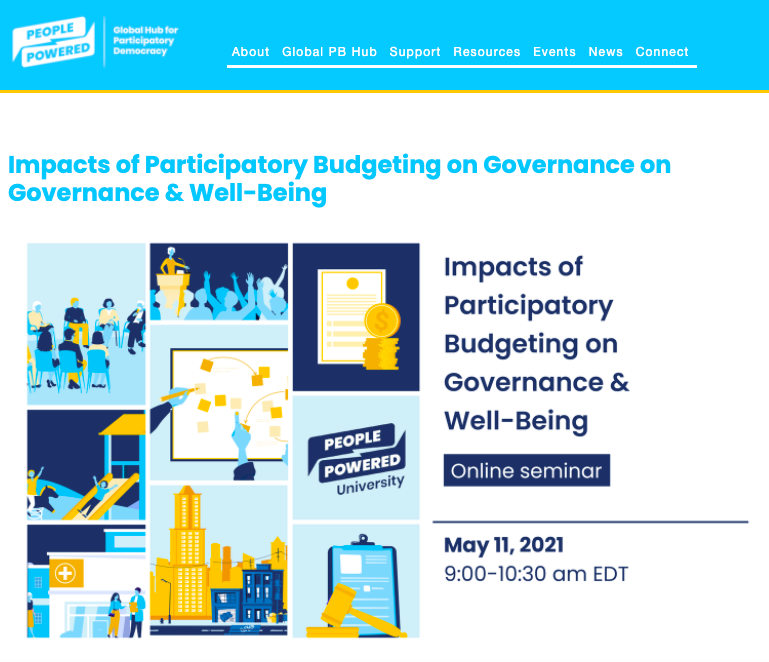 PEOPLE
POWERED
Global Hub for
Participatory
Democracy
About Global PB Hub Support Resources Events News Connect
Impacts of Participatory Budgeting on Governance on
Governance & Well-Being
$
PEOPLE
POWERED
University
Impacts of
Participatory
Budgeting on
Governance &
Well-Being
Online seminar
May 11, 2021
9:00-10:30 am EDT